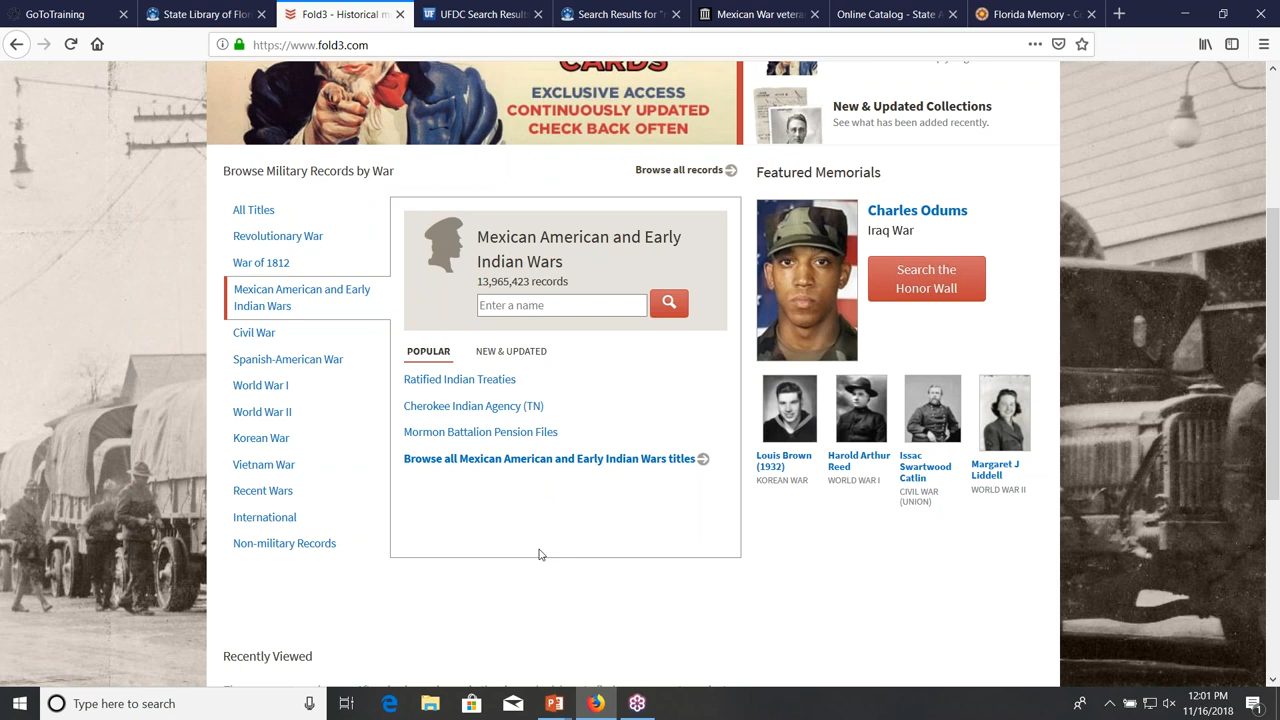 GoToTraining
State Library of Flor
Fold3 - Historical m
UFDC Search Result
Search Results for "
Mexican War vetera
Online Catalog - State A
Florida Memory - C
https://www.fold3.com
CARDS
EXCLUSIVE ACCESS
CONTINUOUSLY UPDATED
CHECK BACK OFTEN
New & Updated Collections
See what has been added recently.
Browse Military Records by War
Browse all records
All Titles
Revolutionary War
War of 1812
Mexican American and Early
Indian Wars
Civil War
Spanish-American War
World War I
World War II
Korean War
Vietnam War
Recent Wars
International
Non-military Records
Mexican American and Early
Indian Wars
13,965,423 records
Enter a name
POPULAR
NEW & UPDATED
Ratified Indian Treaties
Cherokee Indian Agency (TN)
Mormon Battalion Pension Files
Browse all Mexican American and Early Indian Wars titles
Featured Memorials
Charles Odums
Iraq War
Search the
Honor Wall
Louis Brown
(1932)
KOREAN WAR
Harold Arthur
Reed
WORLD WAR I
Issac
Swartwood
Catlin
CIVIL WAR
(UNION)
Margaret J
Liddell
WORLD WAR II
Recently Viewed
Type here to search
12:01 PM
11/16/2018